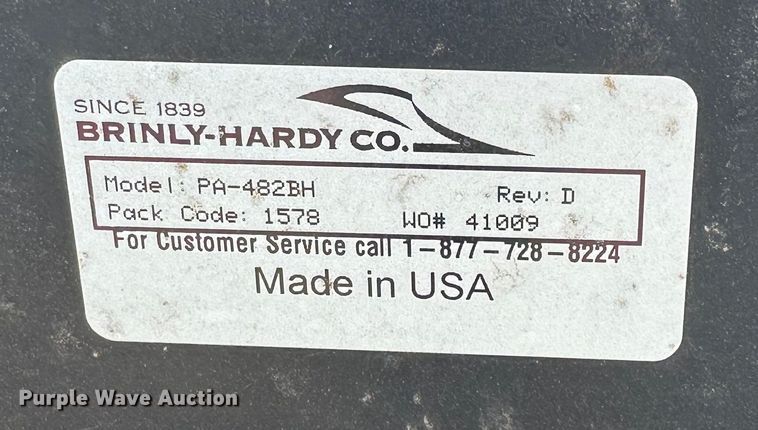 SINCE 1839
BRINLY-HARDY CO.
Model: PA-482BH Rev: D
Pack Code: 1578 WO# 41009
For Customer Service call 1-877-728-8224
Made in USA
Purple Wave Auction